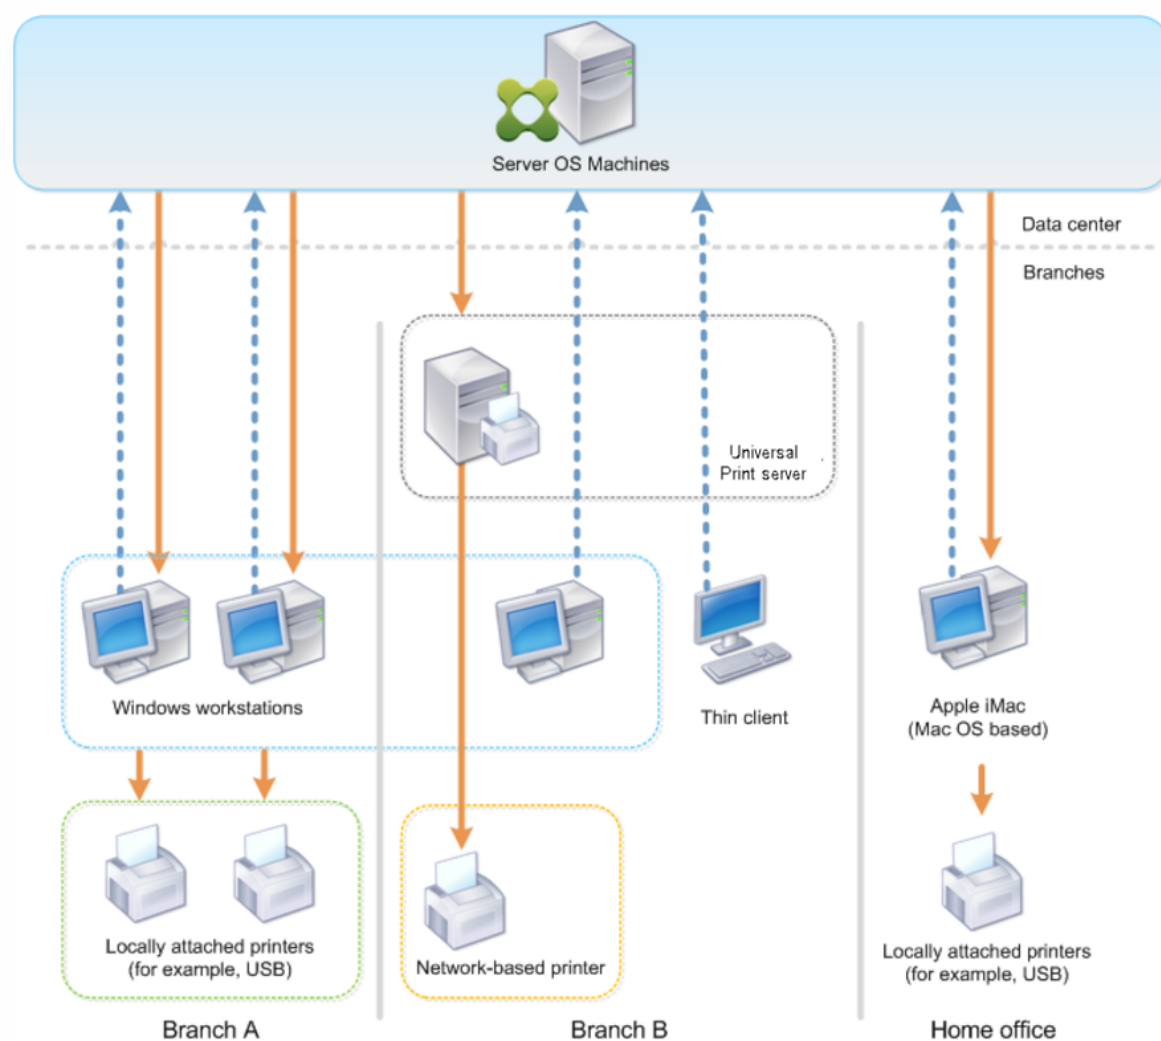 Server OS Machines
Data center
Branches
Universal
Print server
Windows workstations
Thin client
Apple iMac
(Mac OS based)
Locally attached printers
(for example, USB)
Network-based printer
Locally attached printers
(for example, USB)
Branch A
Branch B
Home office